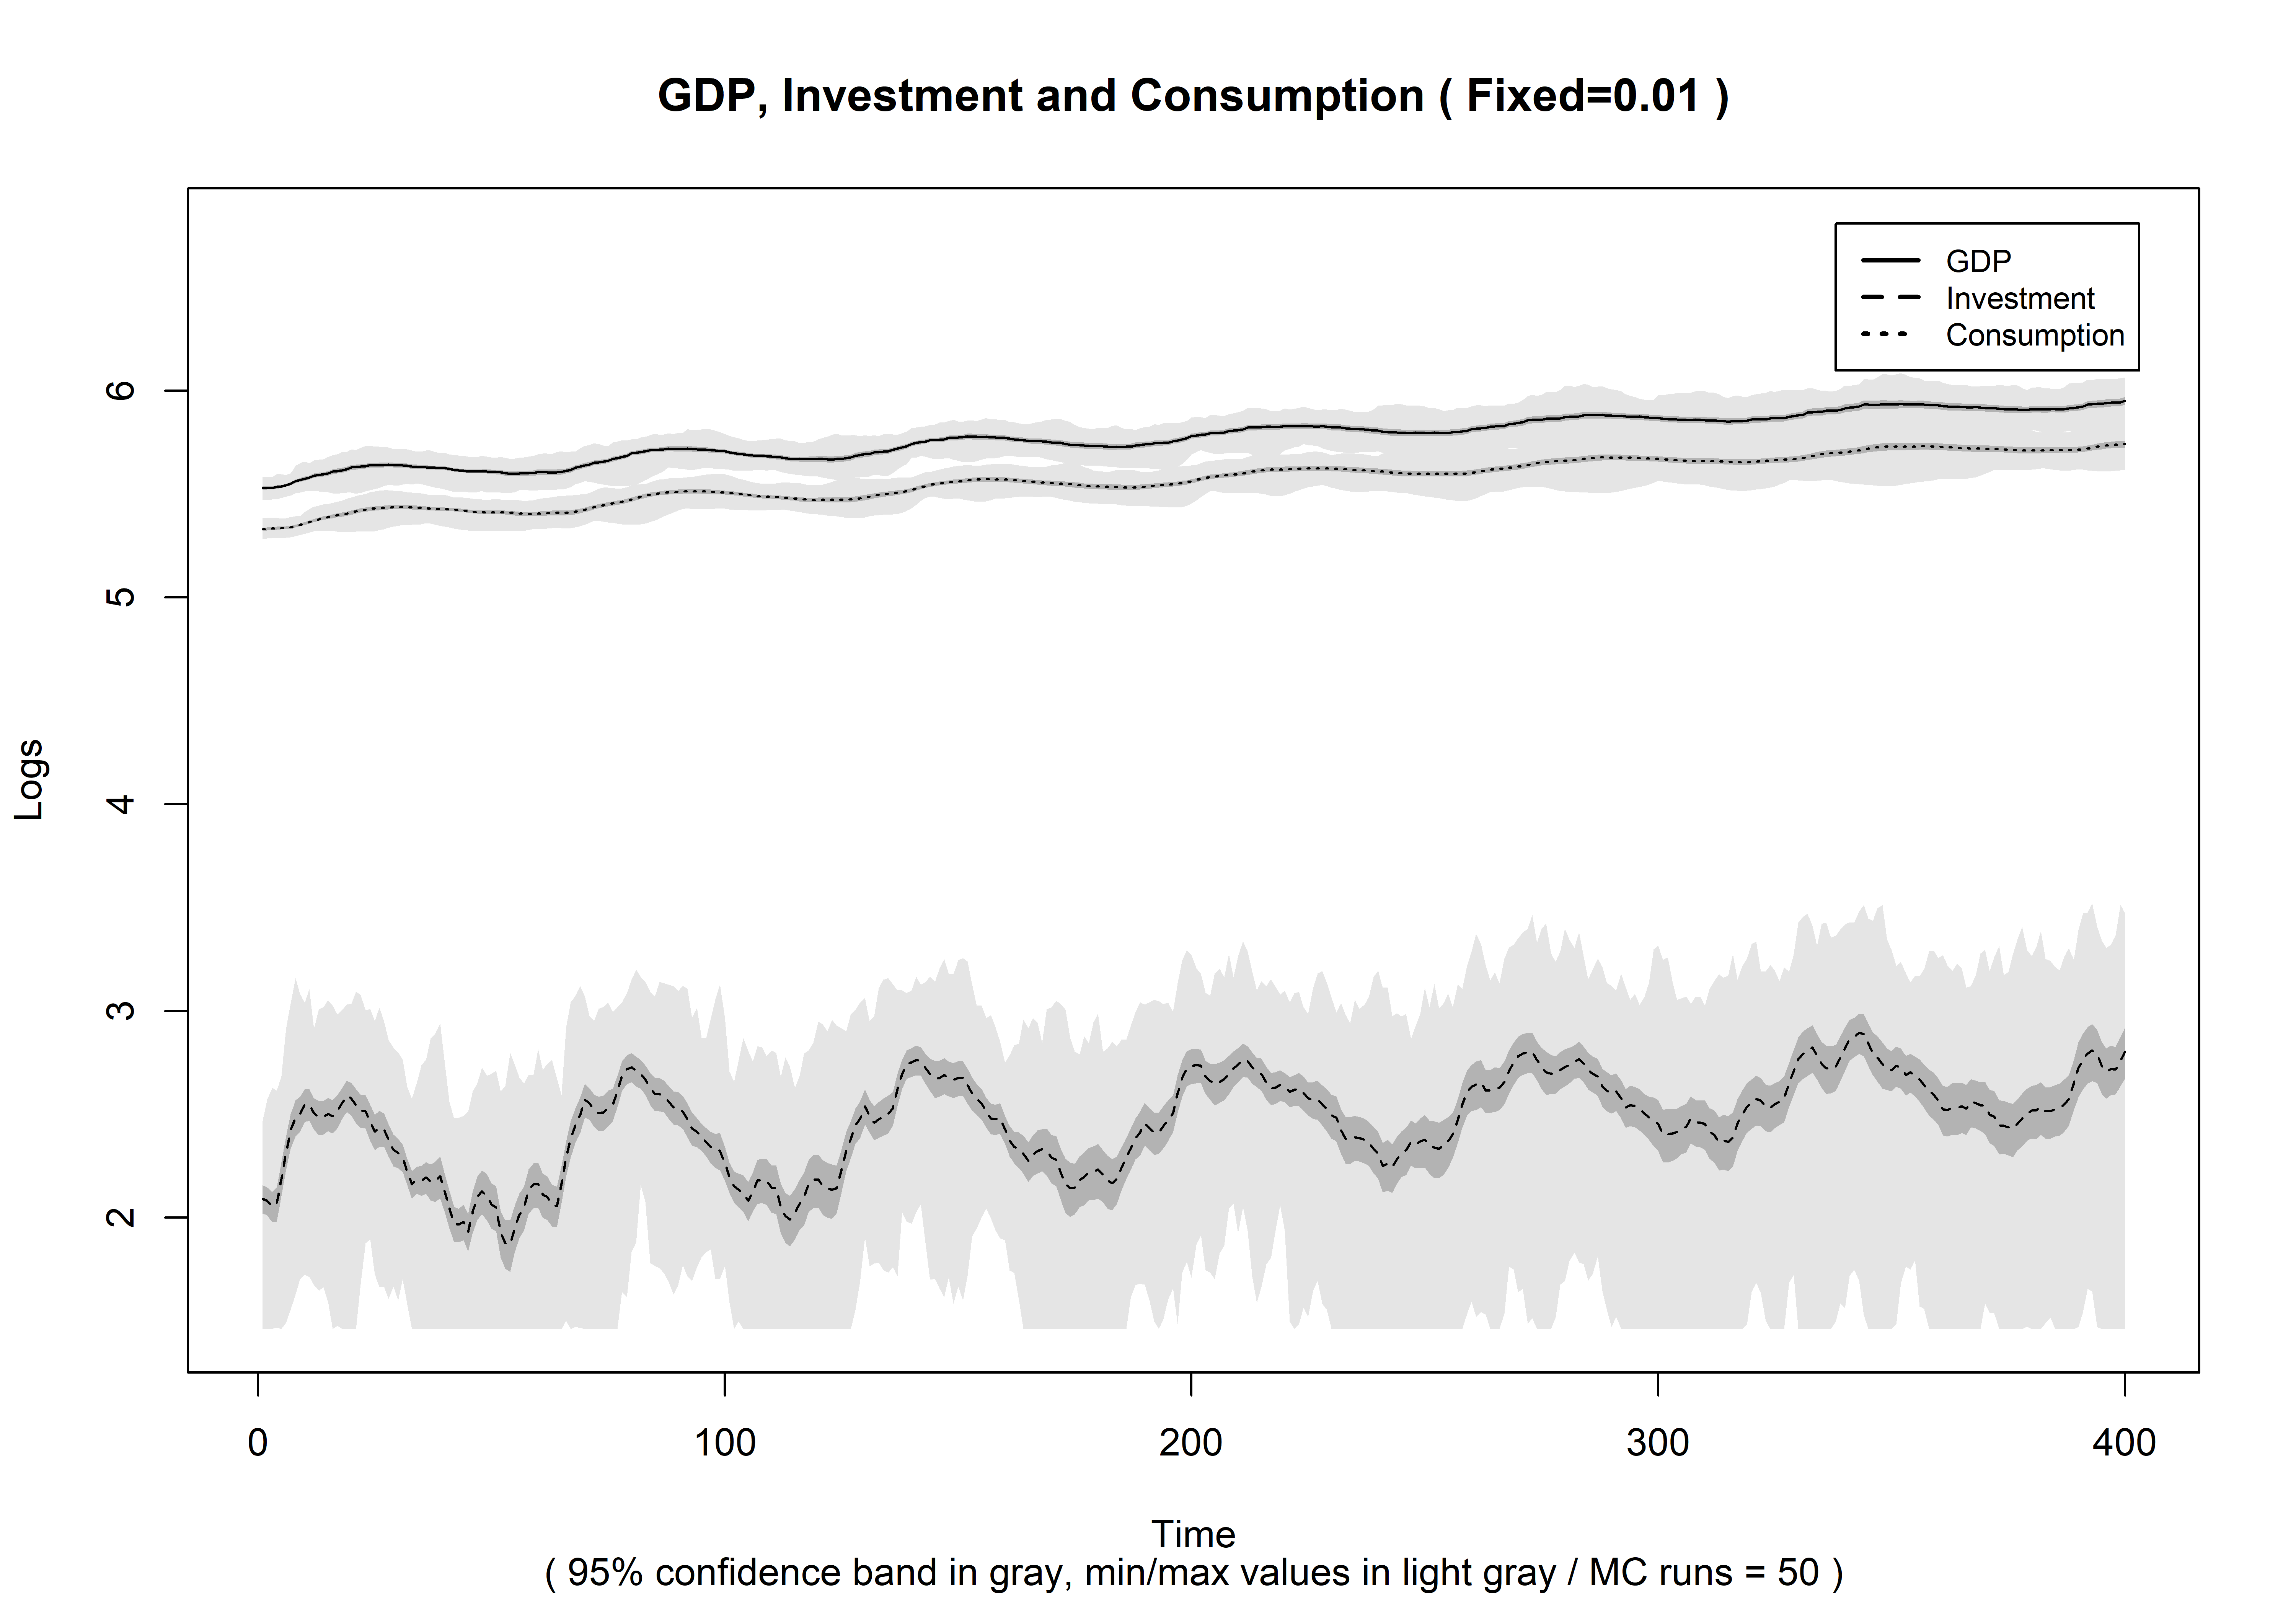 GDP, Investment and Consumption ( Fixed=0.01 )
GDP
Investment
Consumption
6
5
4
3
2
Logs
0 100 200 300 400
Time
( 95% confidence band in gray, min/max values in light gray / MC runs = 50 )